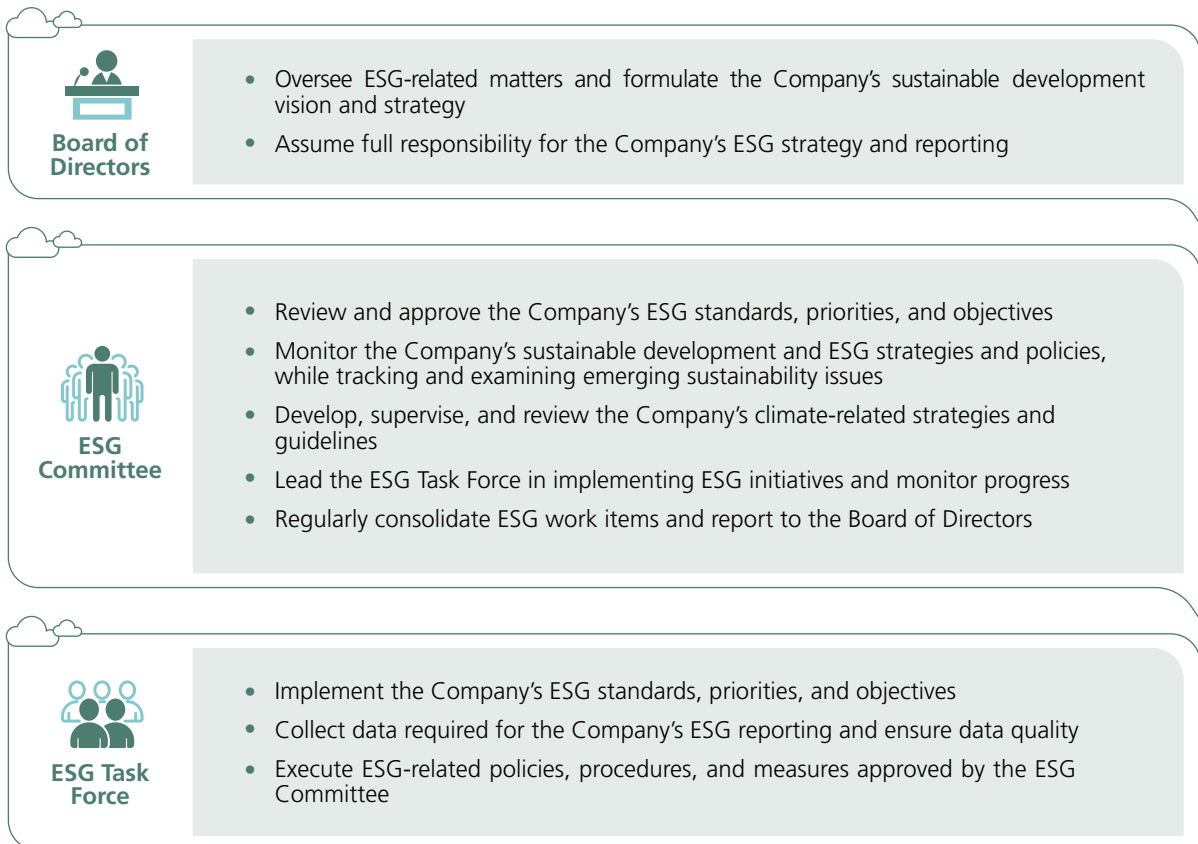 Board of
Directors
• Oversee ESG-related matters and formulate the Company’s sustainable development
vision and strategy
• Assume full responsibility for the Company’s ESG strategy and reporting
ESG
Committee
• Review and approve the Company’s ESG standards, priorities, and objectives
• Monitor the Company’s sustainable development and ESG strategies and policies,
while tracking and examining emerging sustainability issues
• Develop, supervise, and review the Company’s climate-related strategies and
guidelines
• Lead the ESG Task Force in implementing ESG initiatives and monitor progress
• Regularly consolidate ESG work items and report to the Board of Directors
ESG Task
Force
• Implement the Company’s ESG standards, priorities, and objectives
• Collect data required for the Company’s ESG reporting and ensure data quality
• Execute ESG-related policies, procedures, and measures approved by the ESG
Committee